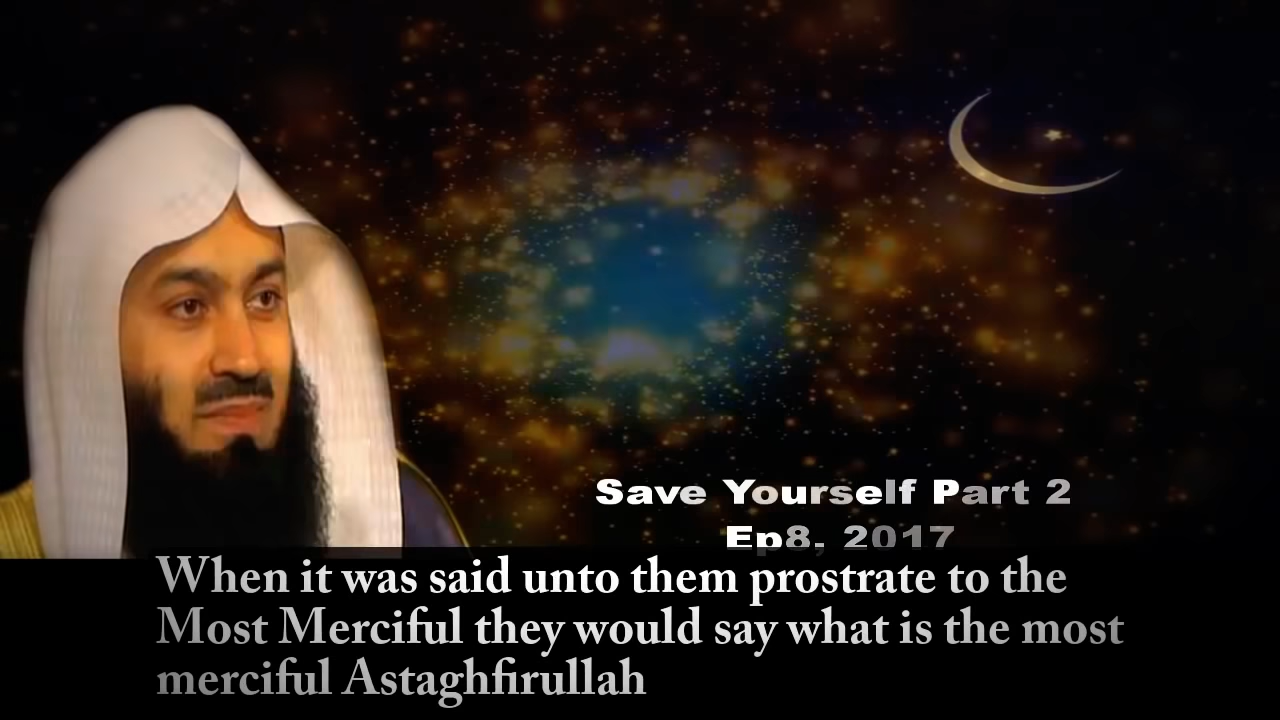 Save Yourself Part 2
Ep8, 2017
When it was said unto them prostrate to the
Most Merciful they would say what is the most
merciful Astaghfirullah